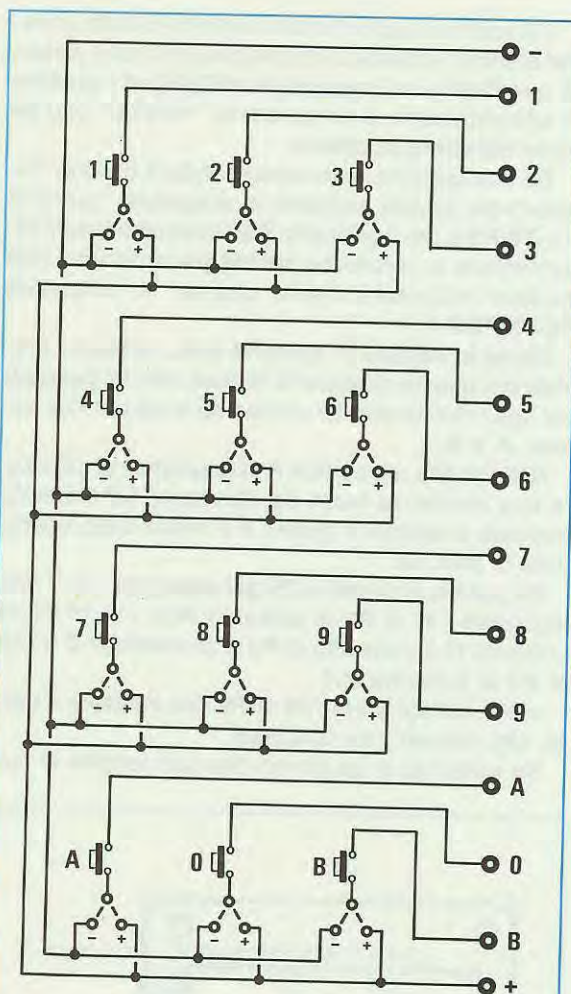 -
1
1 2 3 2
- + - + - + 3
4
4 5 6 5
- + - + - + 6
7
7 8 9 8
- + - + - + 9
A
A 0 B 0
- + - + - + B
+